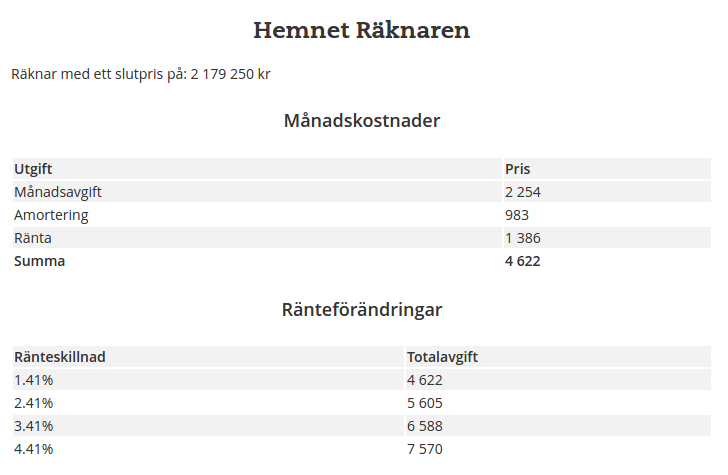 Hemnet Räknaren
Räknar med ett slutpris på: 2 179 250 kr
Månadskostnader
Utgift Pris
Månadsavgift 2 254
Amortering 983
Ränta 1 386
Summa 4 622
Ränteförändringar
Ränteskillnad Totalavgift
1.41% 4 622
2.41% 5 605
3.41% 6 588
4.41% 7 570